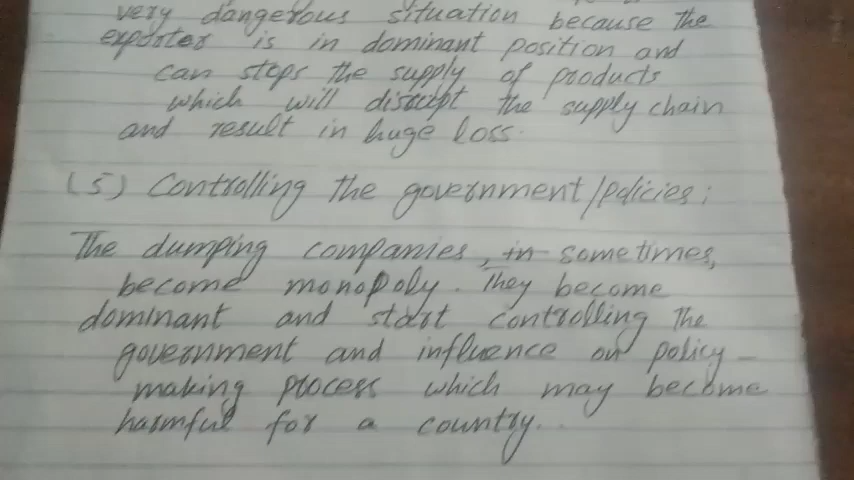 very dangerous situation because the
exporter is in dominant position and
can stops the supply of products
which will discript the supply chain
and result in huge loss.
(5) Controlling the government/policies:
The dumping companies, in sometimes,
become monopoly. They become
dominant and start controlling the
government and influence on policy-
making process which may become
harmful for a country.